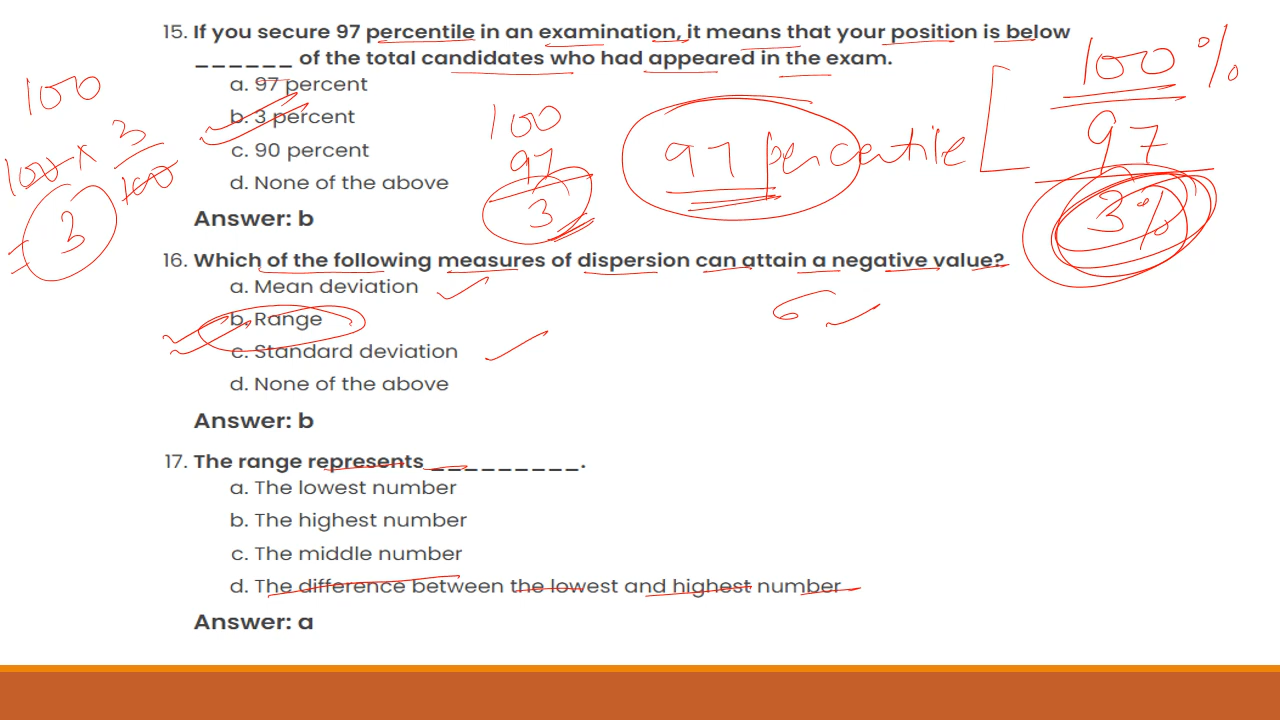 15. If you secure 97 percentile in an examination, it means that your position is below
______ of the total candidates who had appeared in the exam.
a. 97 percent
b. 3 percent
c. 90 percent
d. None of the above
Answer: b
100
100 x 3/100
= 3
100
97
3
97 percentile
100 %
97
3%
16. Which of the following measures of dispersion can attain a negative value?
a. Mean deviation
b. Range
c. Standard deviation
d. None of the above
Answer: b
17. The range represents _________.
a. The lowest number
b. The highest number
c. The middle number
d. The difference between the lowest and highest number
Answer: a